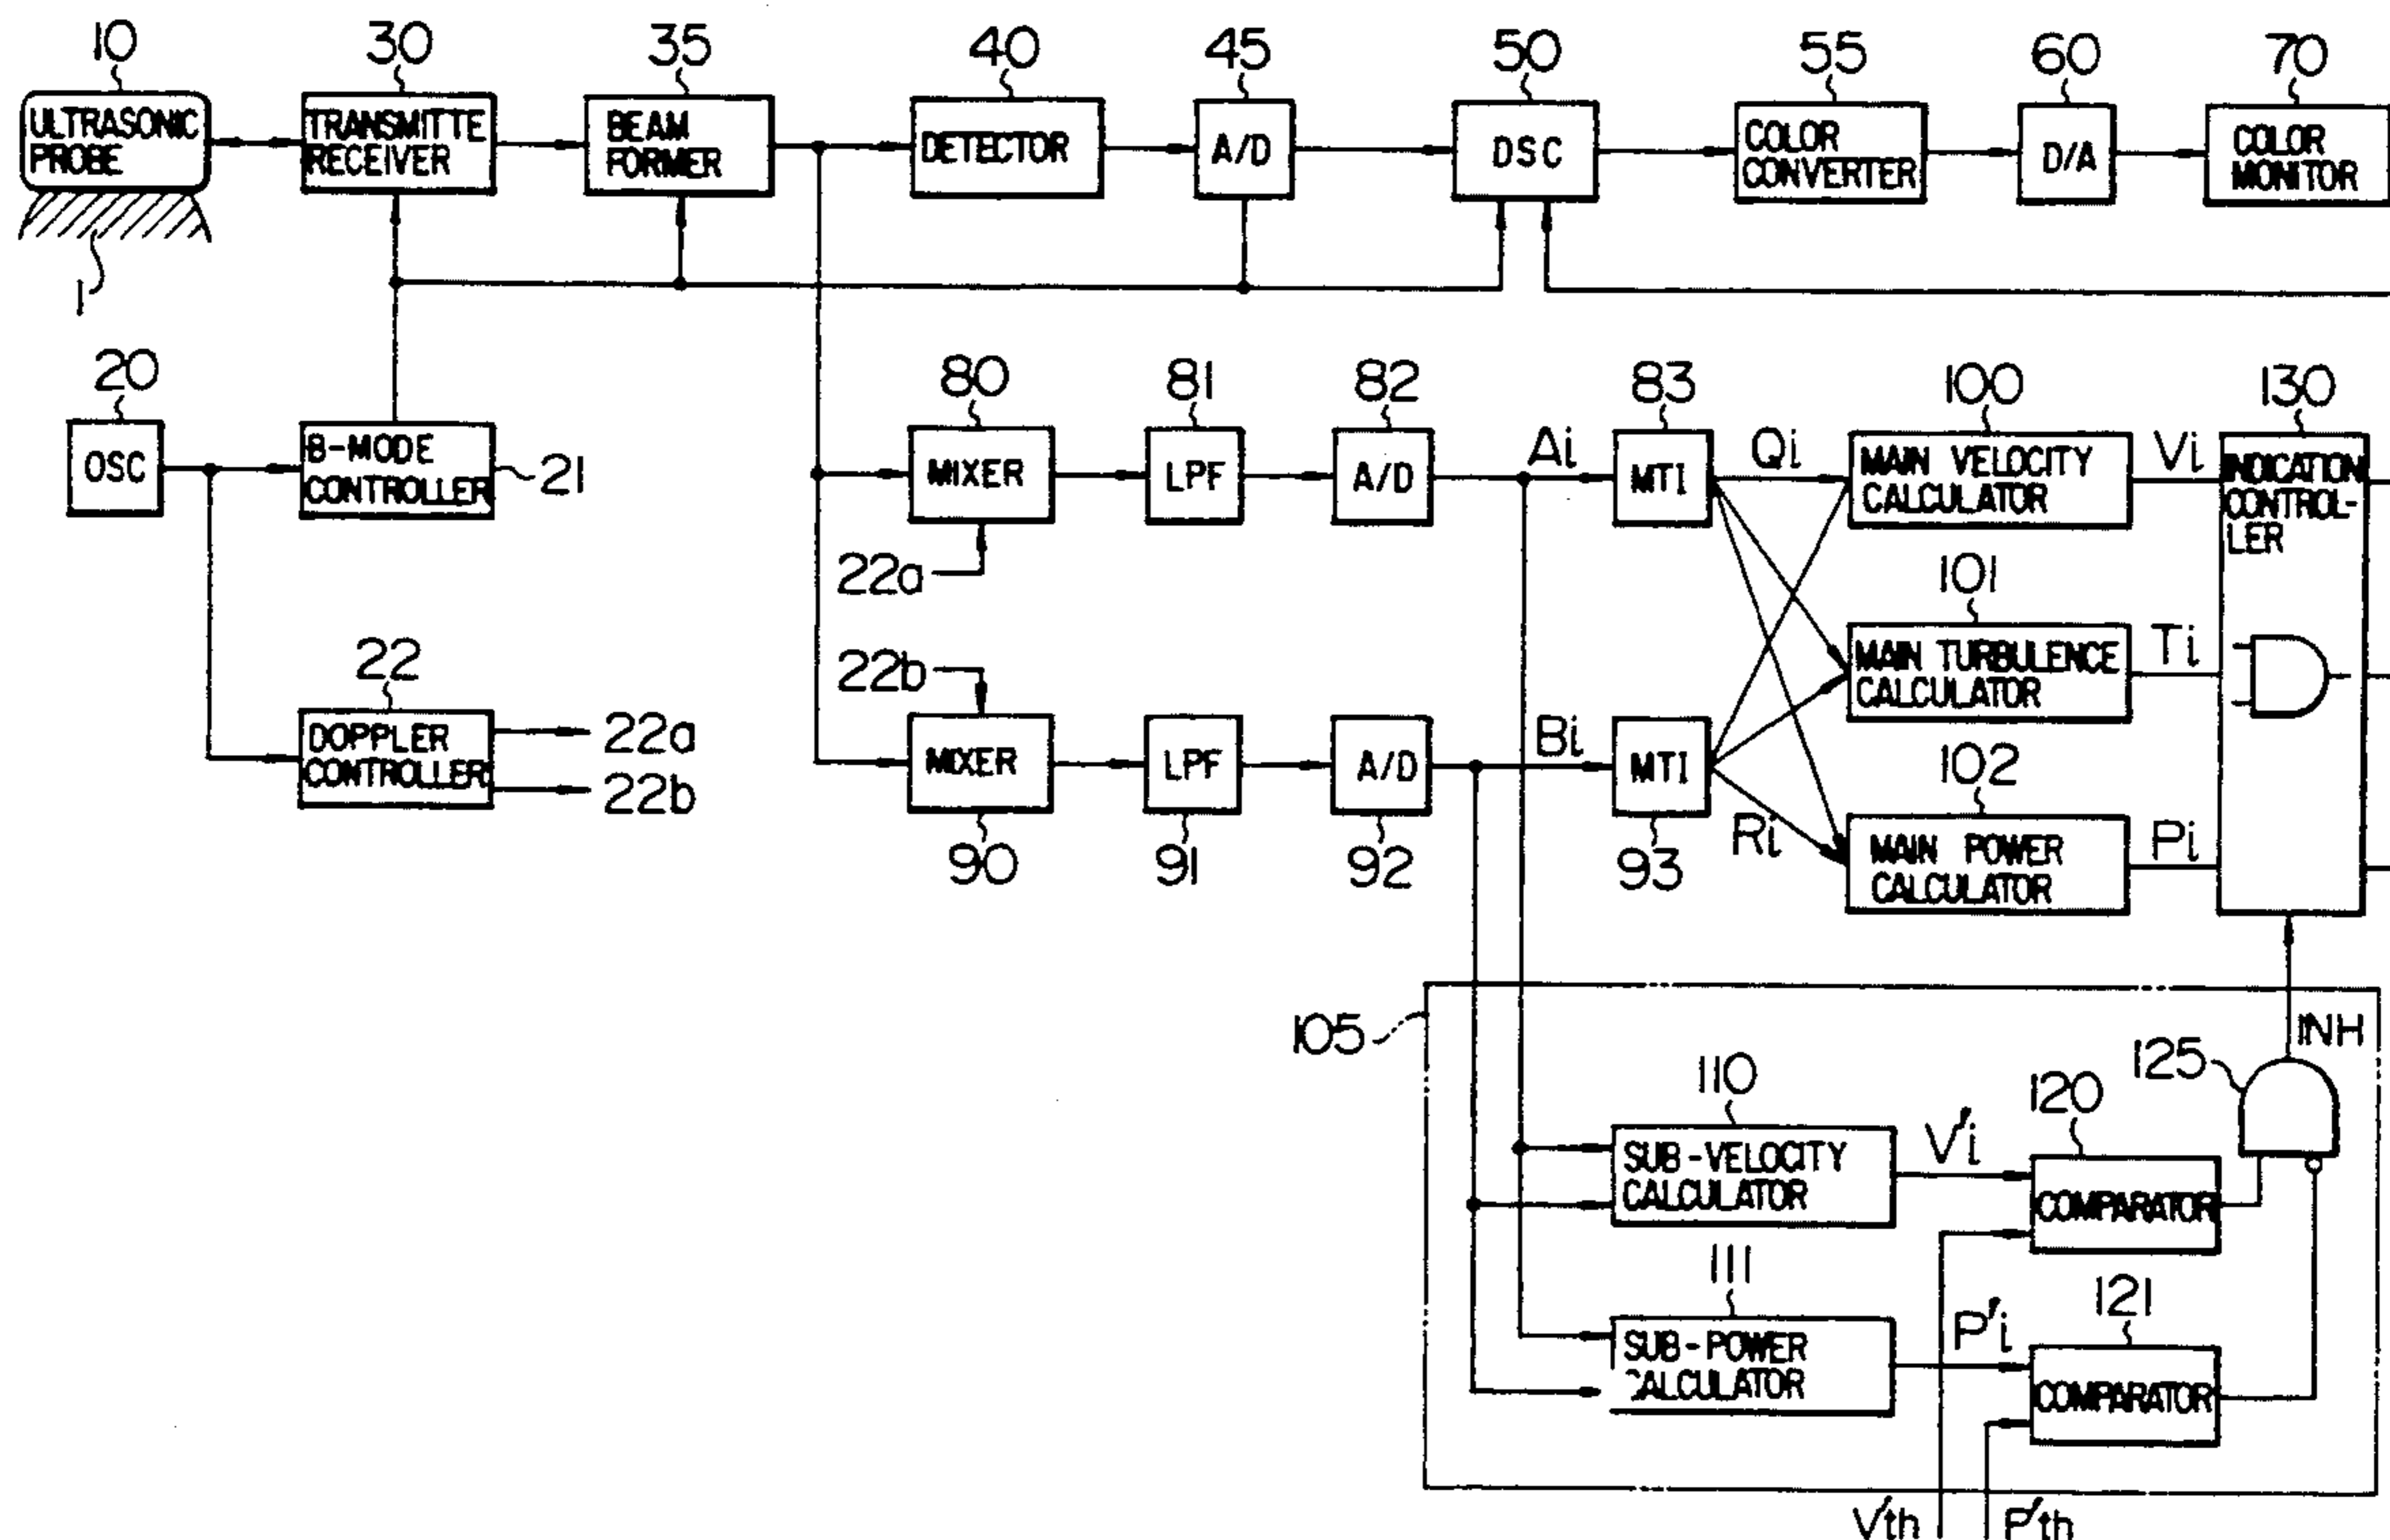 10
30
35
40
45
50
55
60
70
ULTRASONIC
PROBE
TRANSMITTE
RECEIVER
BEAM
FORMER
DETECTOR
A/D
DSC
COLOR
CONVERTER
D/A
COLOR
MONITOR
1
20
OSC
B-MODE
CONTROLLER
21
80
81
82
83
100
130
MIXER
LPF
A/D
Ai
MTI
Qi
MAIN VELOCITY
CALCULATOR
Vi
INDICATION
CONTROL-
LER
22a
101
22
22b
MAIN TURBULENCE
CALCULATOR
Ti
DOPPLER
CONTROLLER
22a
22b
MIXER
LPF
A/D
Bi
MTI
102
90
91
92
93
Ri
MAIN POWER
CALCULATOR
Pi
105
INH
125
110
120
SUB-VELOCITY
CALCULATOR
V'i
COMPARATOR
111
121
SUB-POWER
CALCULATOR
P'i
COMPARATOR
V'th
P'th